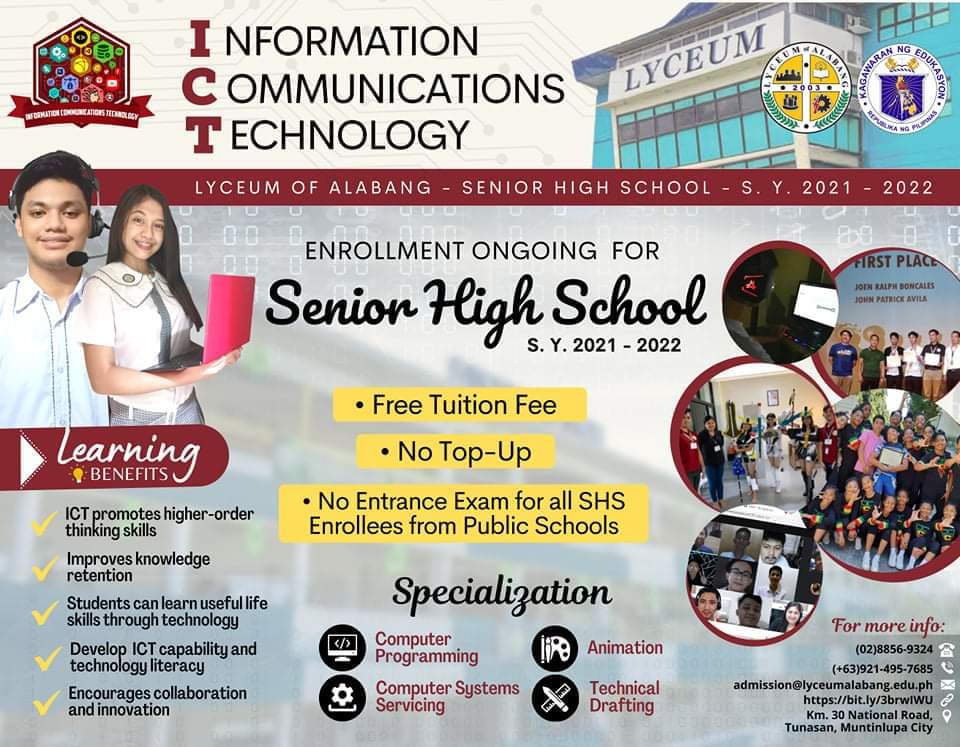 INFORMATION COMMUNICATIONS TECHNOLOGY
INFORMATION
COMMUNICATIONS
TECHNOLOGY
LYCEUM
LYCEUM of ALABANG
2003
KAGAWARAN NG EDUKASYON
REPUBLIKA NG PILIPINAS
LYCEUM OF ALABANG - SENIOR HIGH SCHOOL - S. Y. 2021 - 2022
ENROLLMENT ONGOING FOR
Senior High School
S. Y. 2021 - 2022
FIRST PLACE
JOEN RALPH BONCALES
JOHN PATRICK AVILA
• Free Tuition Fee
• No Top-Up
• No Entrance Exam for all SHS
Enrollees from Public Schools
Learning
BENEFITS
ICT promotes higher-order
thinking skills
Improves knowledge
retention
Students can learn useful life
skills through technology
Develop ICT capability and
technology literacy
Encourages collaboration
and innovation
Specialization
Computer
Programming
Animation
Computer Systems
Servicing
Technical
Drafting
For more info:
(02)8856-9324
(+63)921-495-7685
admission@lyceumalabang.edu.ph
https://bit.ly/3brwIWU
Km. 30 National Road,
Tunasan, Muntinlupa City